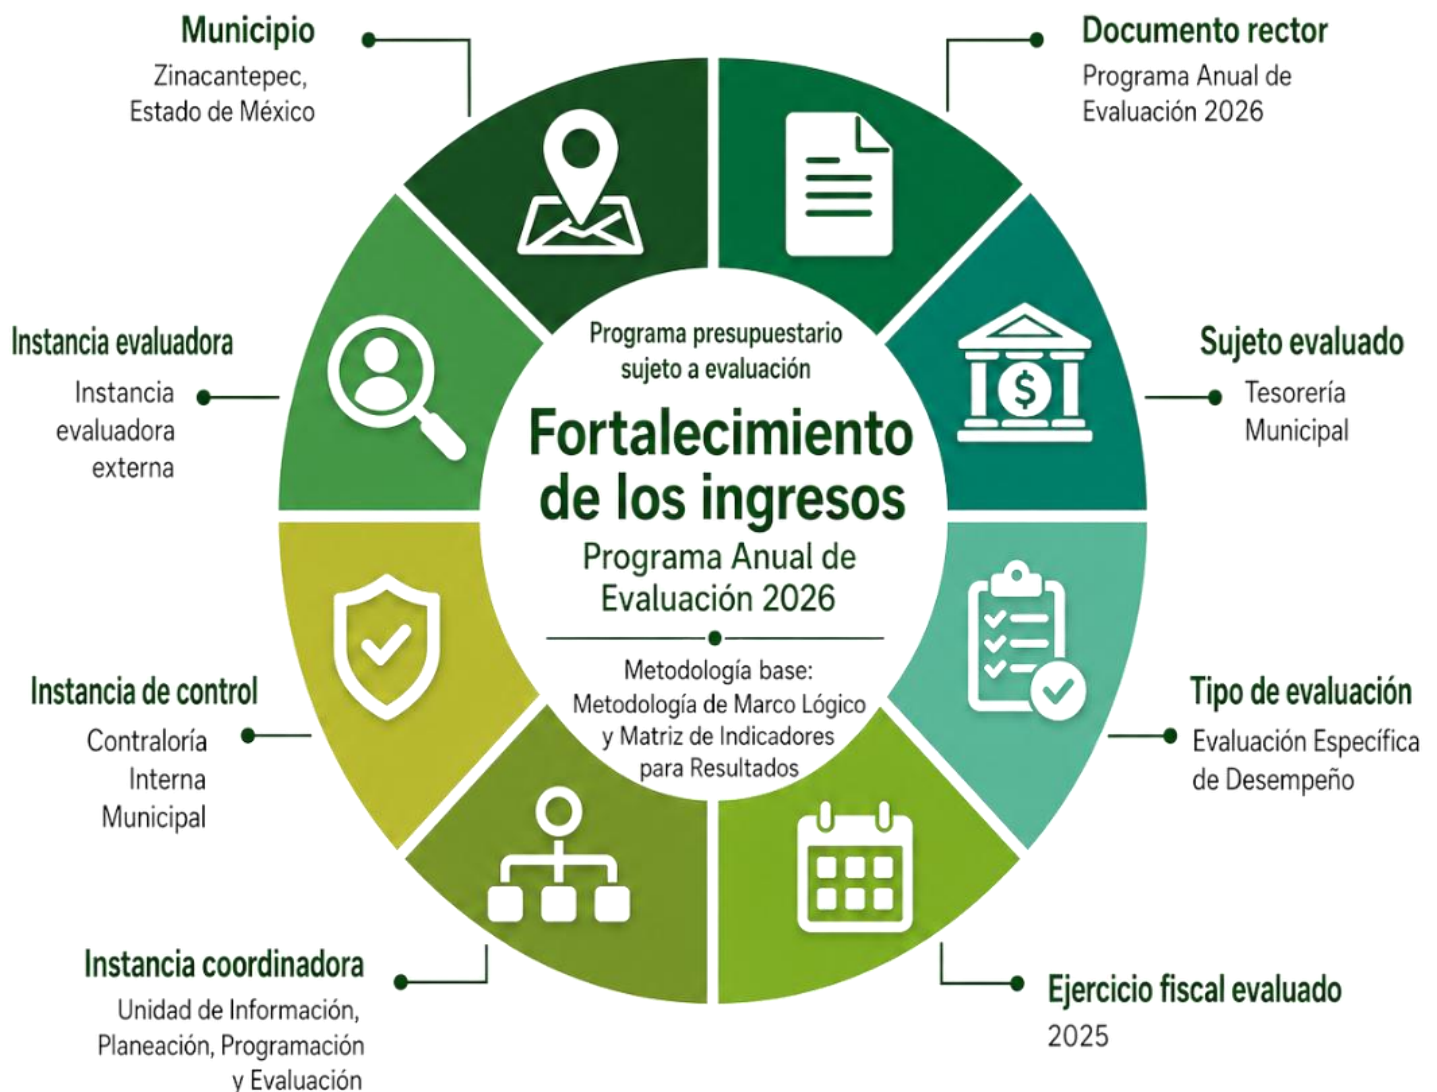 Municipio
Zinacantepec,
Estado de México
Documento rector
Programa Anual de
Evaluación 2026
Instancia evaluadora
Instancia
evaluadora
externa
Programa presupuestario
sujeto a evaluación
Fortalecimiento
de los ingresos
Programa Anual de
Evaluación 2026
Metodología base:
Metodología de Marco Lógico
y Matriz de Indicadores
para Resultados
Sujeto evaluado
$
Tesorería
Municipal
Instancia de control
Contraloría
Interna
Municipal
Tipo de evaluación
Evaluación Específica
de Desempeño
Instancia coordinadora
Unidad de Información,
Planeación, Programación
y Evaluación
Ejercicio fiscal evaluado
2025